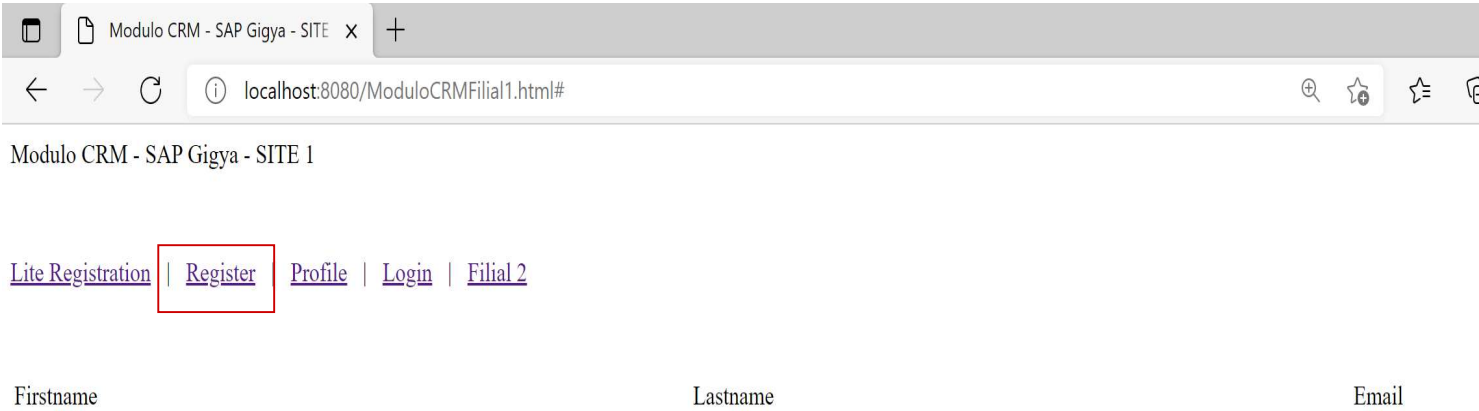 Modulo CRM - SAP Gigya - SITE
localhost:8080/ModuloCRMFilial1.html#
Modulo CRM - SAP Gigya - SITE 1
Lite Registration | Register | Profile | Login | Filial 2
Firstname Lastname Email